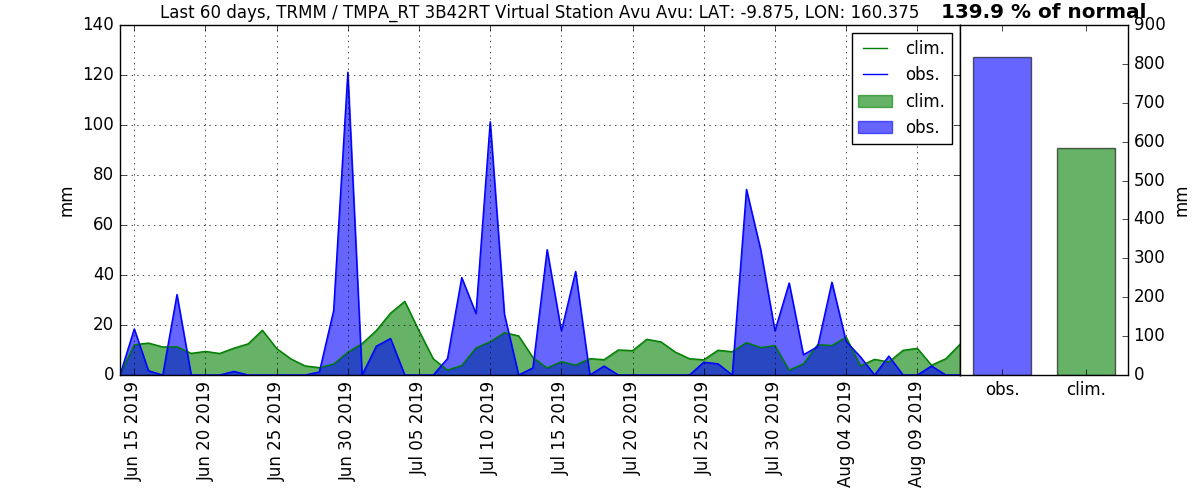 Last 60 days, TRMM / TMPA_RT 3B42RT Virtual Station Avu Avu: LAT: -9.875, LON: 160.375
139.9 % of normal
140
120
100
80
60
40
20
0
mm
clim.
obs.
clim.
obs.
Jun 15 2019
Jun 20 2019
Jun 25 2019
Jun 30 2019
Jul 05 2019
Jul 10 2019
Jul 15 2019
Jul 20 2019
Jul 25 2019
Jul 30 2019
Aug 04 2019
Aug 09 2019
900
800
700
600
500
400
300
200
100
0
mm
obs.
clim.